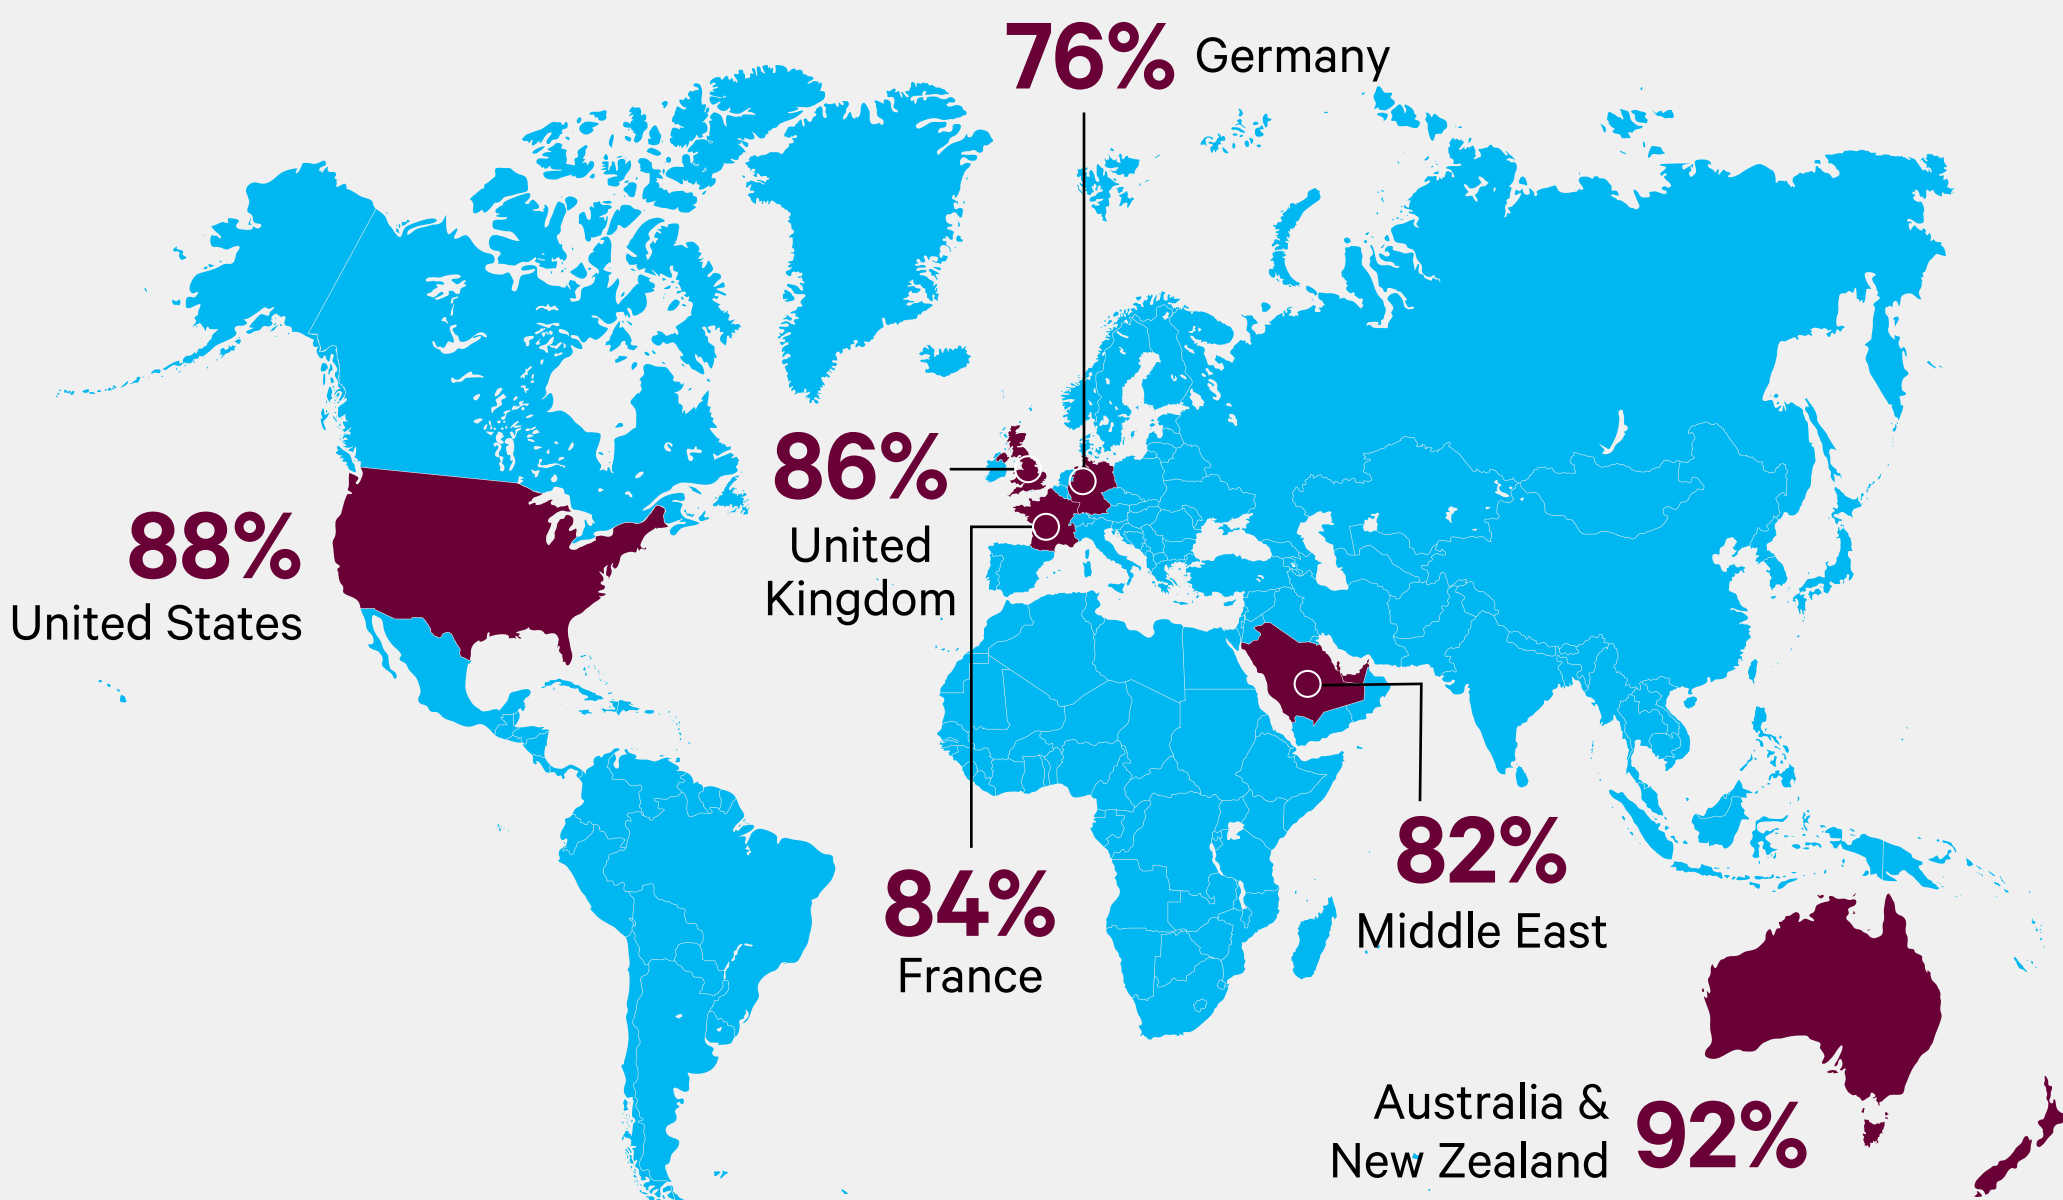 76% Germany
86%
United
Kingdom
88%
United States
84%
France
82%
Middle East
Australia &
New Zealand
92%